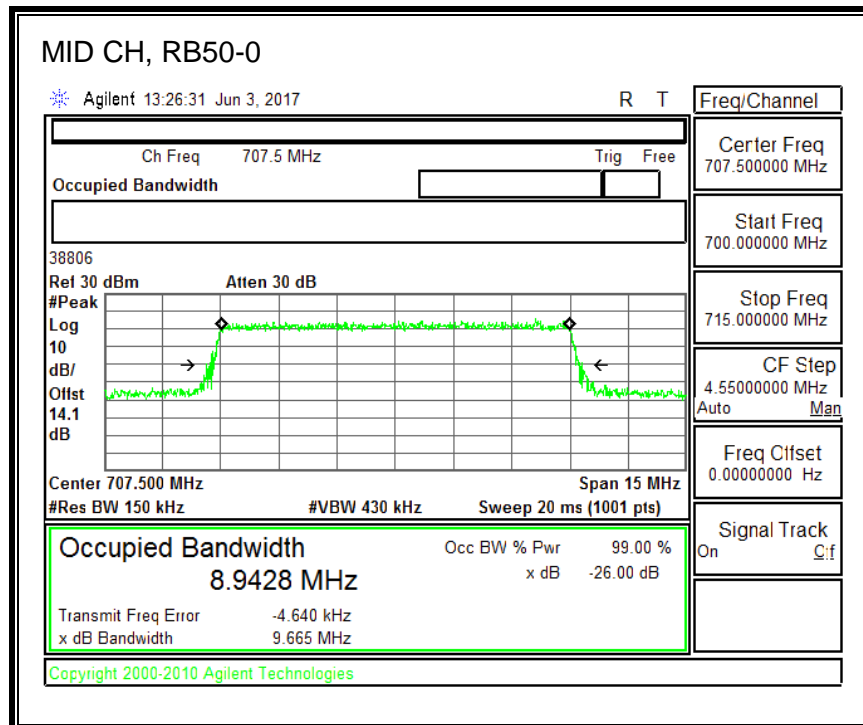 MID CH, RB50-0
Agilent 13:26:31 Jun 3, 2017 R T
Ch Freq 707.5 MHz Trig Free
Occupied Bandwidth
38806
Ref 30 dBm Atten 30 dB
#Peak
Log
10
dB/
Offst
14.1
dB
Center 707.500 MHz Span 15 MHz
#Res BW 150 kHz #VBW 430 kHz Sweep 20 ms (1001 pts)
Occupied Bandwidth
8.9428 MHz
Occ BW % Pwr 99.00 %
x dB -26.00 dB
Transmit Freq Error -4.640 kHz
x dB Bandwidth 9.665 MHz
Copyright 2000-2010 Agilent Technologies
Freq/Channel
Center Freq
707.500000 MHz
Start Freq
700.000000 MHz
Stop Freq
715.000000 MHz
CF Step
4.55000000 MHz
Auto Man
Freq Offset
0.00000000 Hz
Signal Track
On Off